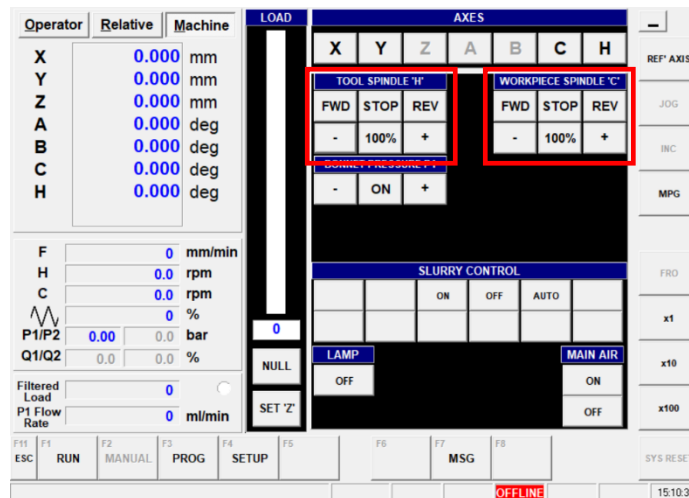 Operator Relative Machine
LOAD
AXES
X 0.000 mm
Y 0.000 mm
Z 0.000 mm
A 0.000 deg
B 0.000 deg
C 0.000 deg
H 0.000 deg
X Y Z A B C H
TOOL SPINDLE 'H'
FWD STOP REV
- 100% +
WORKPIECE SPINDLE 'C'
FWD STOP REV
- 100% +
- ON +
F 0 mm/min
H 0.0 rpm
C 0.0 rpm
0 %
P1/P2 0.00 0.0 bar
Q1/Q2 0.0 0.0 %
Filtered Load 0
P1 Flow Rate 0 ml/min
0
NULL
SET 'Z'
SLURRY CONTROL
ON OFF AUTO
LAMP
OFF
MAIN AIR
ON
OFF
REF' AXIS
JOG
INC
MPG
FRO
x1
x10
x100
SYS RESET
F11 ESC
F1 RUN
F2 MANUAL
F3 PROG
F4 SETUP
F5
F6
F7 MSG
F8
OFFLINE
15:10:3